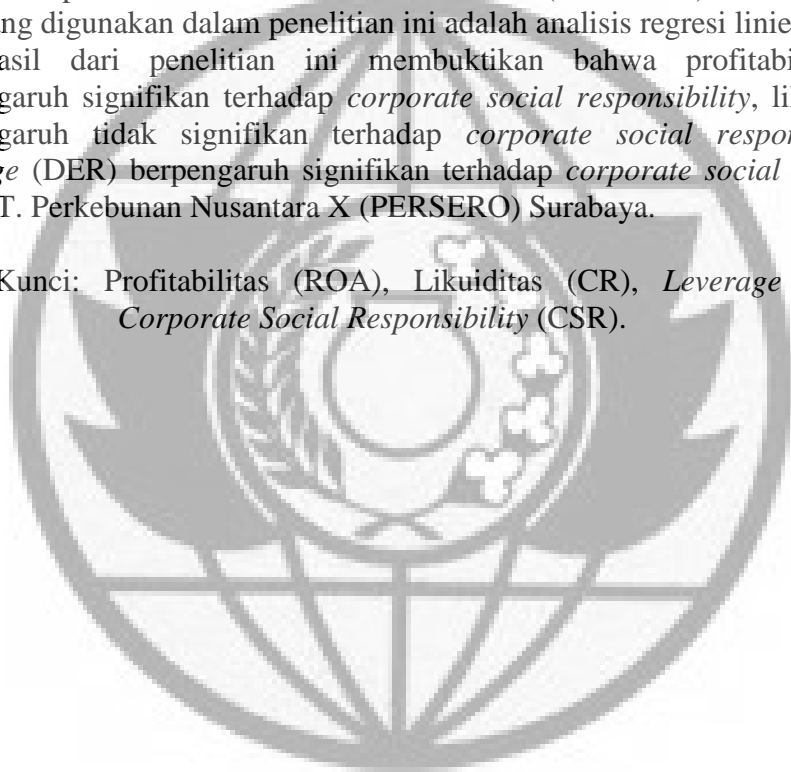 ng digunakan dalam penelitian ini adalah analisis regresi linie
asil dari penelitian ini membuktikan bahwa profitabi
garuh signifikan terhadap corporate social responsibility, li
garuh tidak signifikan terhadap corporate social respon
ge (DER) berpengaruh signifikan terhadap corporate social
T. Perkebunan Nusantara X (PERSERO) Surabaya.
Kunci: Profitabilitas (ROA), Likuiditas (CR), Leverage
Corporate Social Responsibility (CSR).